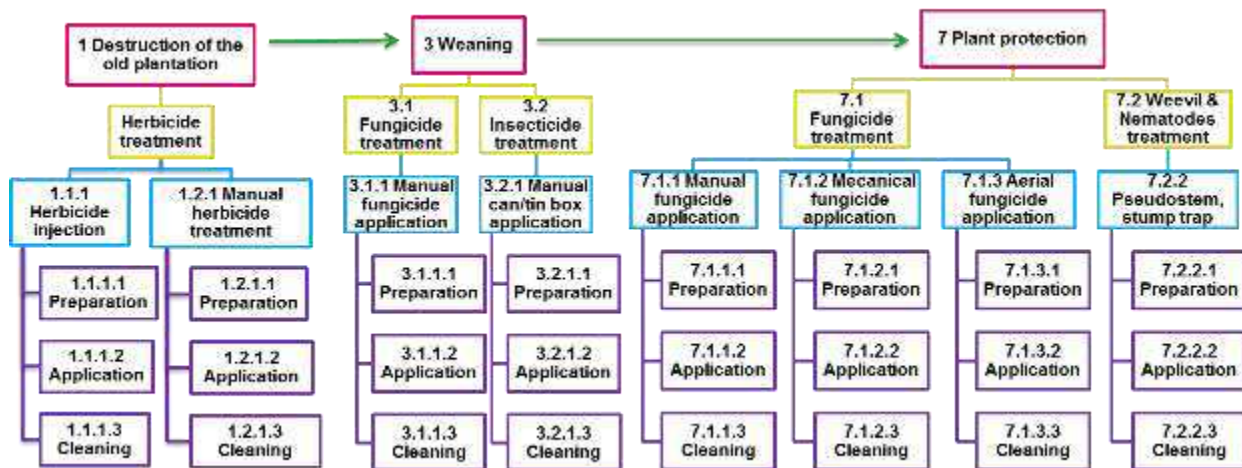 1 Destruction of the
old plantation
3 Weaning
7 Plant protection
Herbicide
treatment
3.1
Fungicide
treatment
3.2
Insecticide
treatment
7.1
Fungicide
treatment
7.2 Weevil &
Nematodes
treatment
1.1.1
Herbicide
injection
1.2.1 Manual
herbicide
treatment
3.1.1 Manual
fungicide
application
3.2.1 Manual
can/tin box
application
7.1.1 Manual
fungicide
application
7.1.2 Mecanical
fungicide
application
7.1.3 Aerial
fungicide
application
7.2.2
Pseudostem,
stump trap
1.1.1.1
Preparation
1.2.1.1
Preparation
3.1.1.1
Preparation
3.2.1.1
Preparation
7.1.1.1
Preparation
7.1.2.1
Preparation
7.1.3.1
Preparation
7.2.2.1
Preparation
1.1.1.2
Application
1.2.1.2
Application
3.1.1.2
Application
3.2.1.2
Application
7.1.1.2
Application
7.1.2.2
Application
7.1.3.2
Application
7.2.2.2
Application
1.1.1.3
Cleaning
1.2.1.3
Cleaning
3.1.1.3
Cleaning
3.2.1.3
Cleaning
7.1.1.3
Cleaning
7.1.2.3
Cleaning
7.1.3.3
Cleaning
7.2.2.3
Cleaning